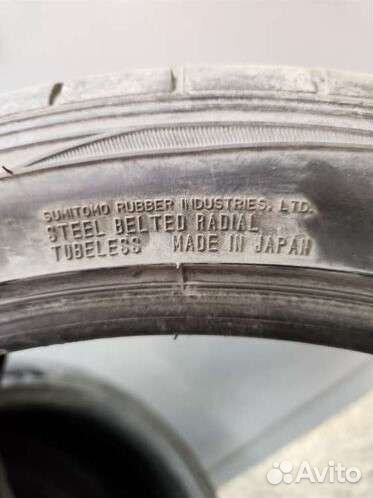 SUMITOMO RUBBER INDUSTRIES, LTD.
STEEL BELTED RADIAL
TUBELESS MADE IN JAPAN
Avito